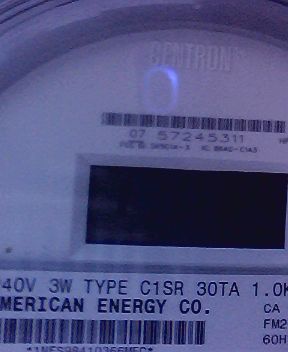 CENTRON
07 57245311
40V 3W TYPE C1SR 30TA 1.0K
MERICAN ENERGY CO.
CA
FM2
60H